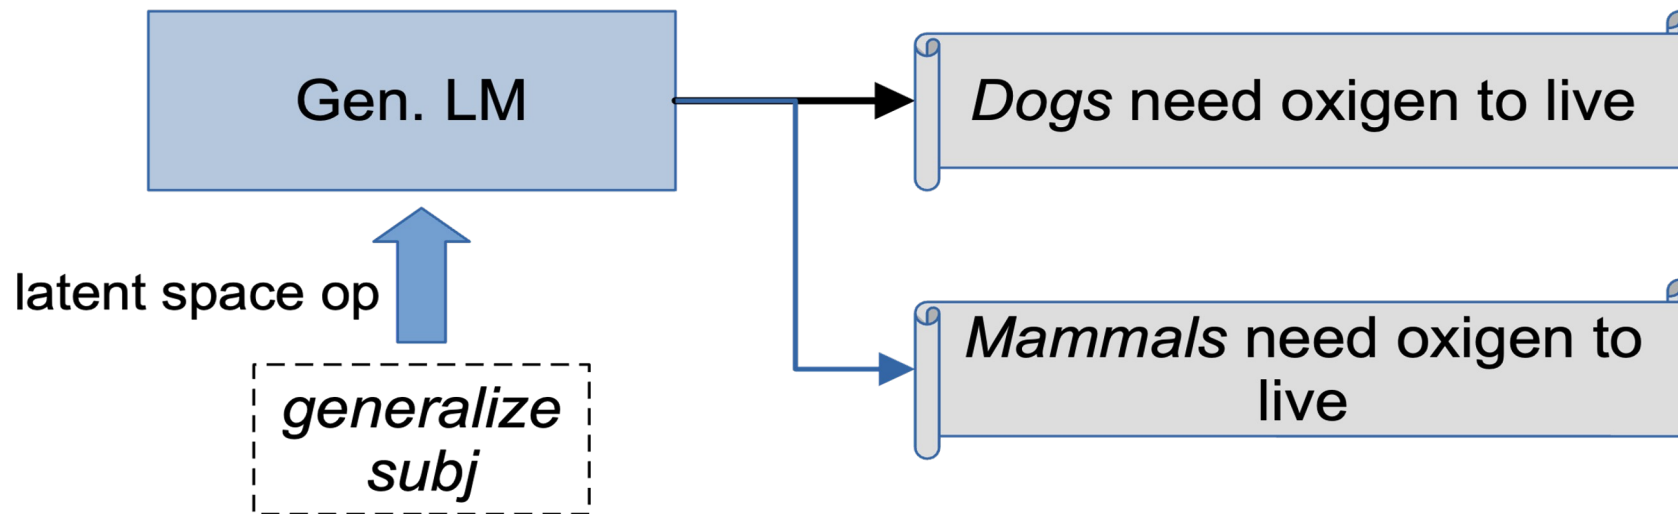 Gen. LM
Dogs need oxigen to live
latent space op
Mammals need oxigen to
live
generalize
subj